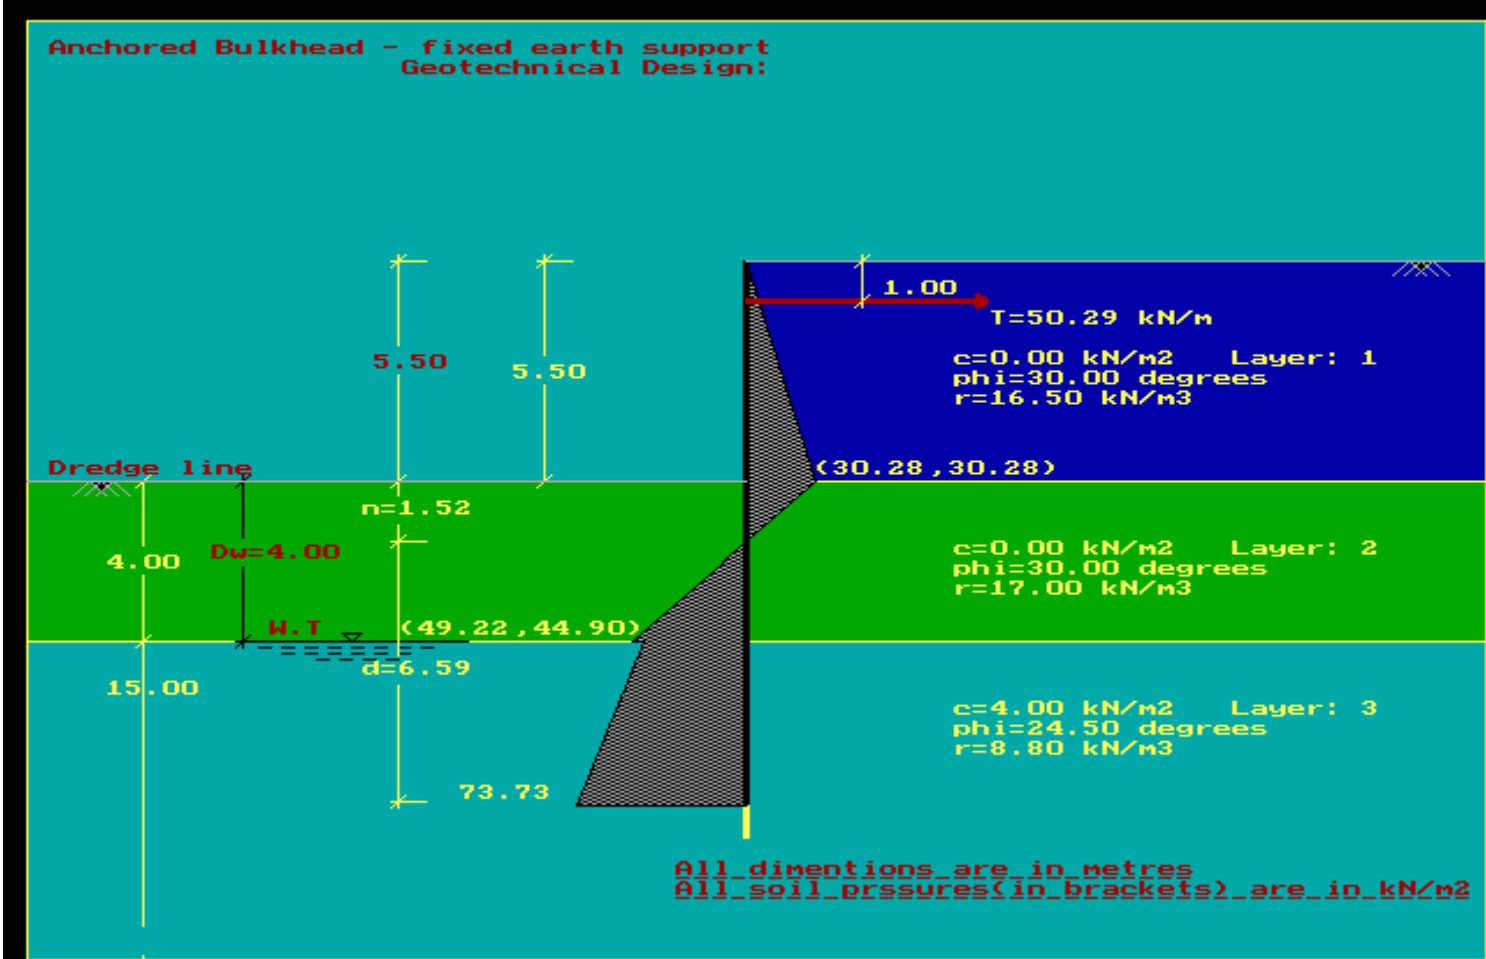 Anchored Bulkhead - fixed earth support
Geotechnical Design:
1.00
T=50.29 kN/m
5.50
5.50
c=0.00 kN/m2 Layer: 1
phi=30.00 degrees
r=16.50 kN/m3
Dredge line
(30.28,30.28)
n=1.52
4.00
Dw=4.00
c=0.00 kN/m2 Layer: 2
phi=30.00 degrees
r=17.00 kN/m3
W.T
(49.22,44.90)
d=6.59
15.00
c=4.00 kN/m2 Layer: 3
phi=24.50 degrees
r=8.80 kN/m3
73.73
All dimentions are in metres
All soil prssures(in brackets) are in kN/m2